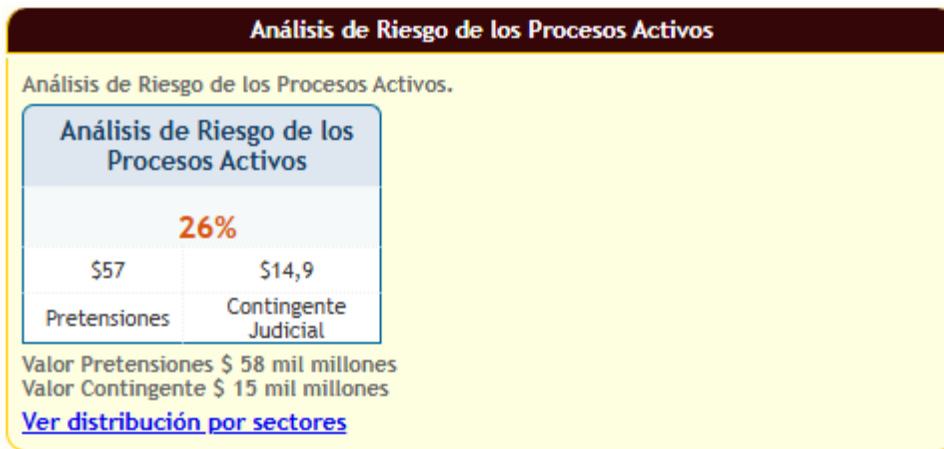 Análisis de Riesgo de los Procesos Activos
Análisis de Riesgo de los Procesos Activos.
Análisis de Riesgo de los
Procesos Activos
26%
$57 $14,9
Pretensiones Contingente
Judicial
Valor Pretensiones $ 58 mil millones
Valor Contingente $ 15 mil millones
Ver distribución por sectores